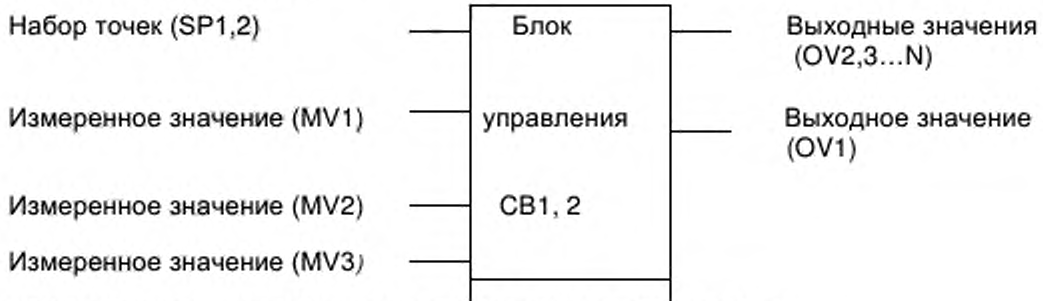 Набор точек (SP1,2)
Блок
Выходные значения
(OV2,3...N)
Измеренное значение (MV1)
управления
Выходное значение
(OV1)
Измеренное значение (MV2)
СВ1, 2
Измеренное значение (MV3)